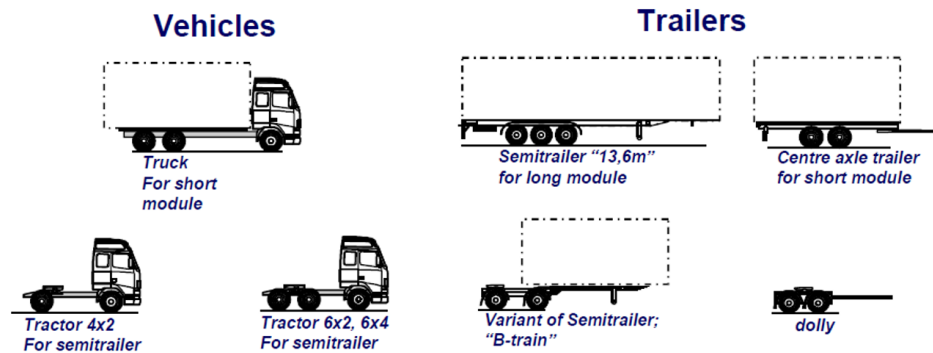 Vehicles
Trailers
Truck
For short
module
Semitrailer “13,6m”
for long module
Centre axle trailer
for short module
Tractor 4x2
For semitrailer
Tractor 6x2, 6x4
For semitrailer
Variant of Semitrailer;
“B-train”
dolly